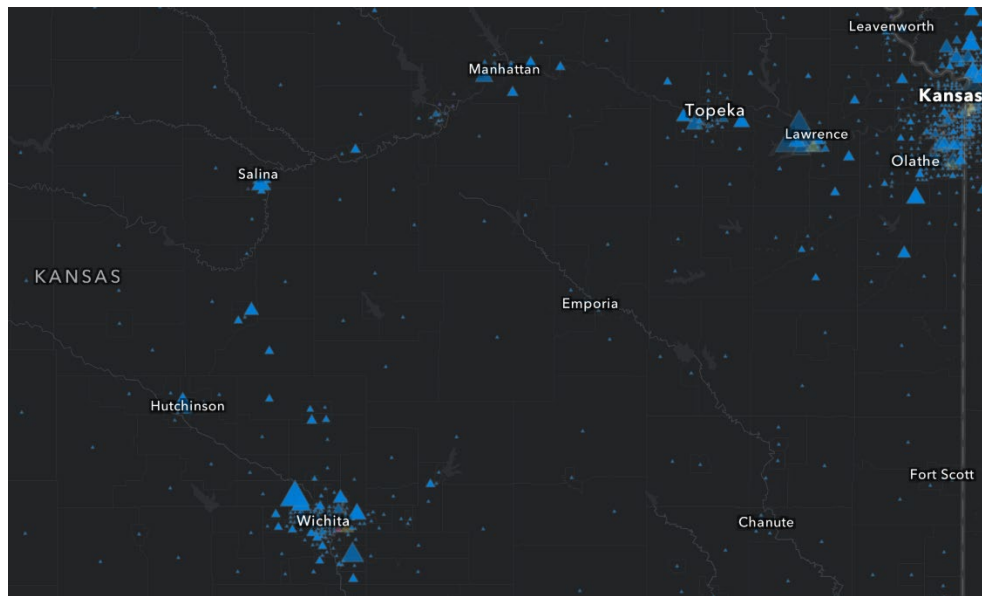 Leavenworth
Manhattan
Kansas
Topeka
Lawrence
Olathe
Salina
KANSAS
Emporia
Hutchinson
Fort Scott
Wichita
Chanute